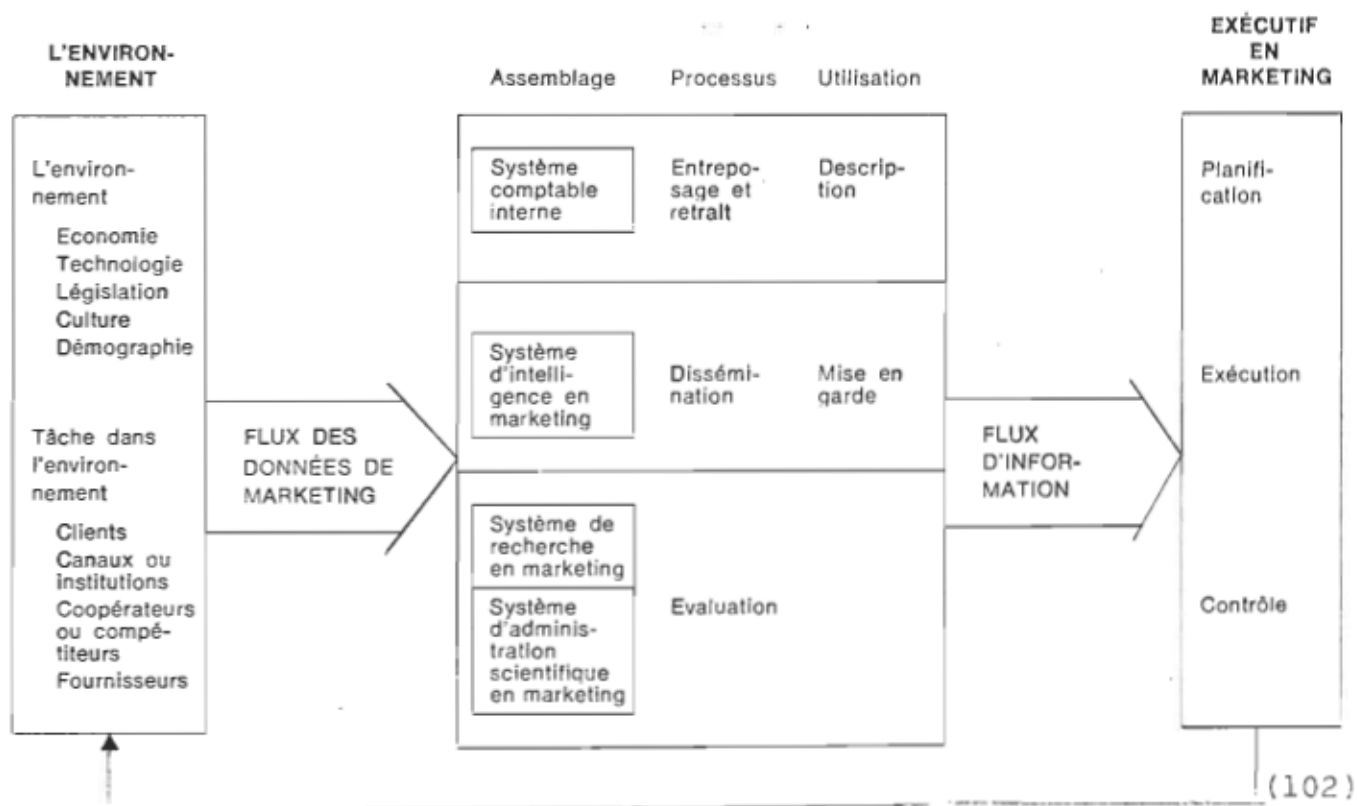 L'ENVIRON-
NEMENT
L'environ-
nement
Economie
Technologie
Législation
Culture
Démographie
Tâche dans
l'environ-
nement
Clients
Canaux ou
institutions
Coopérateurs
ou compé-
titeurs
Fournisseurs
FLUX DES
DONNÉES DE
MARKETING
Assemblage
Processus
Utilisation
Système
comptable
interne
Entrepo-
sage et
retrait
Descrip-
tion
Système
d'intelli-
gence en
marketing
Dissémi-
nation
Mise en
garde
Système de
recherche
en marketing
Système
d'adminis-
tration
scientifique
en marketing
Evaluation
FLUX
D'INFOR-
MATION
EXÉCUTIF
EN
MARKETING
Planifi-
cation
Exécution
Contrôle
(102)